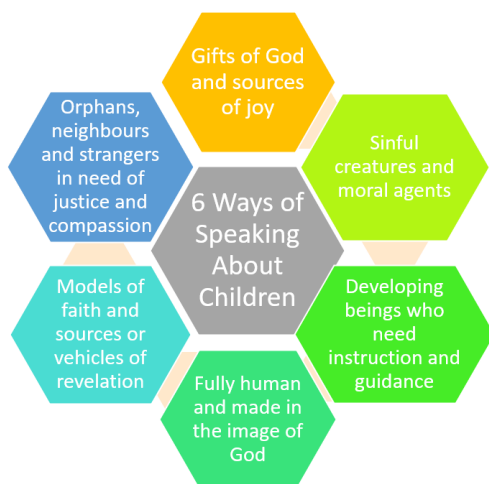 Gifts of God
and sources
of joy
Sinful
creatures and
moral agents
Developing
beings who
need
instruction and
guidance
Fully human
and made in
the image of
God
Models of
faith and
sources or
vehicles of
revelation
Orphans,
neighbours
and strangers
in need of
justice and
compassion
6 Ways of
Speaking
About
Children